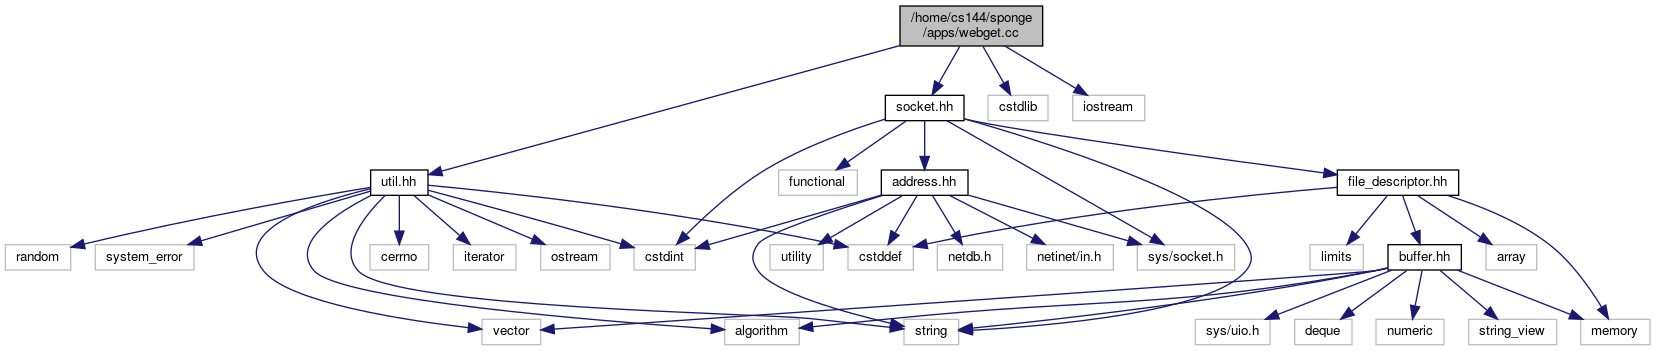 /home/cs144/sponge
/apps/webget.cc
socket.hh
cstdlib
iostream
util.hh
functional
address.hh
file_descriptor.hh
random
system_error
cerrno
iterator
ostream
cstdint
utility
cstddef
netdb.h
netinet/in.h
sys/socket.h
limits
buffer.hh
array
vector
algorithm
string
sys/uio.h
deque
numeric
string_view
memory